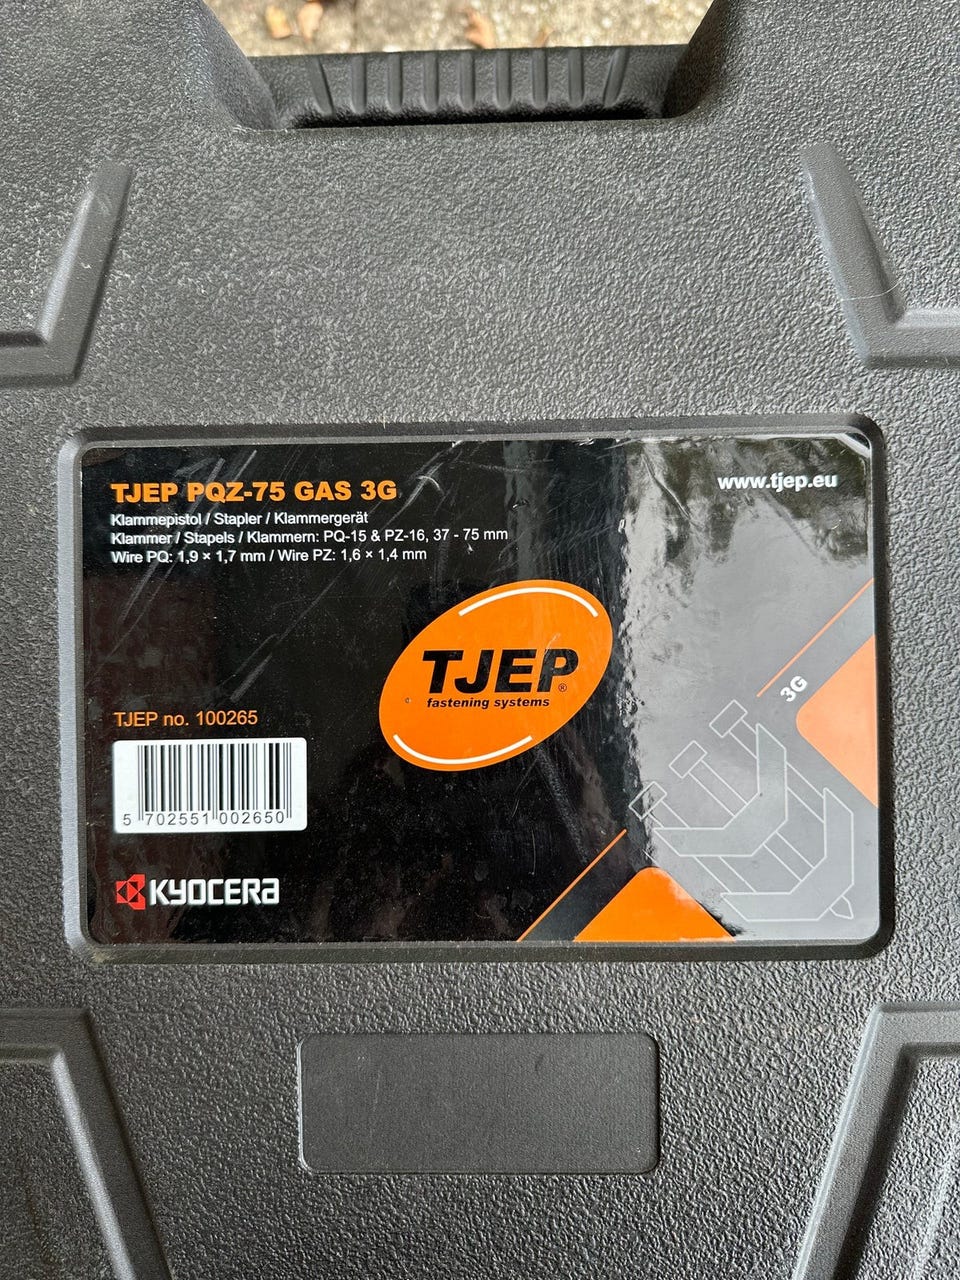 TJEP PQZ-75 GAS 3G
www.tjep.eu
Klammepistol / Stapler / Klammergerät
Klammer / Stapels / Klammern: PQ-15 & PZ-16, 37 - 75 mm
Wire PQ: 1,9 × 1,7 mm / Wire PZ: 1,6 × 1,4 mm
TJEP®
fastening systems
3G
TJEP no. 100265
5 702551 002650
KYOCERA